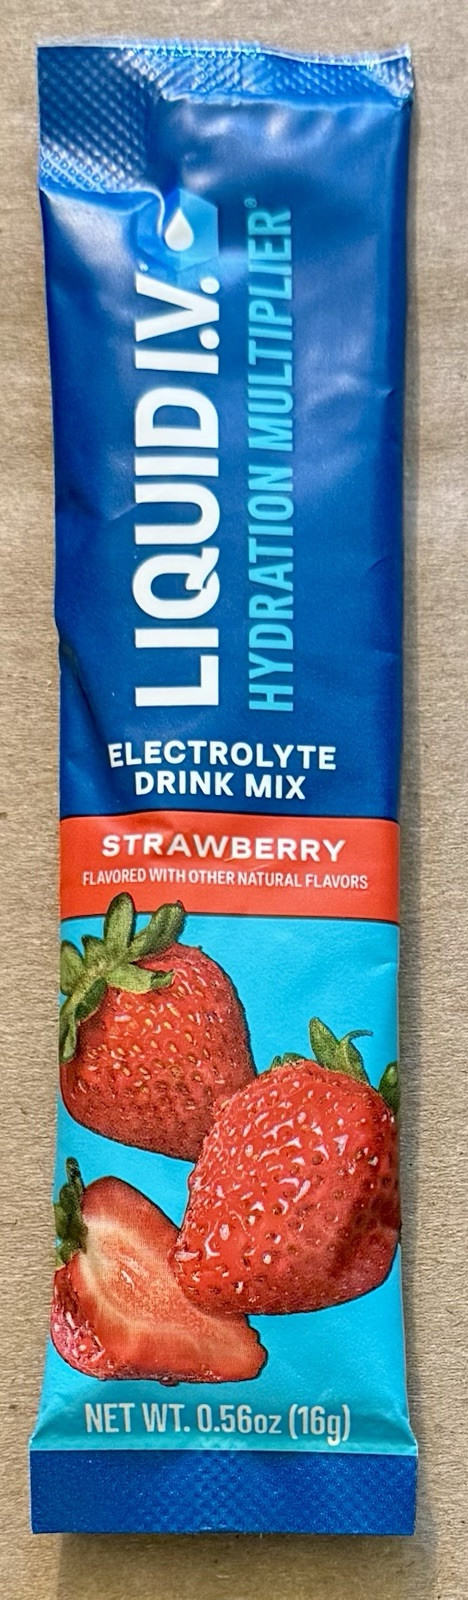 LIQUID I.V.
HYDRATION MULTIPLIER®
ELECTROLYTE
DRINK MIX
STRAWBERRY
FLAVORED WITH OTHER NATURAL FLAVORS
NET WT. 0.56oz (16g)